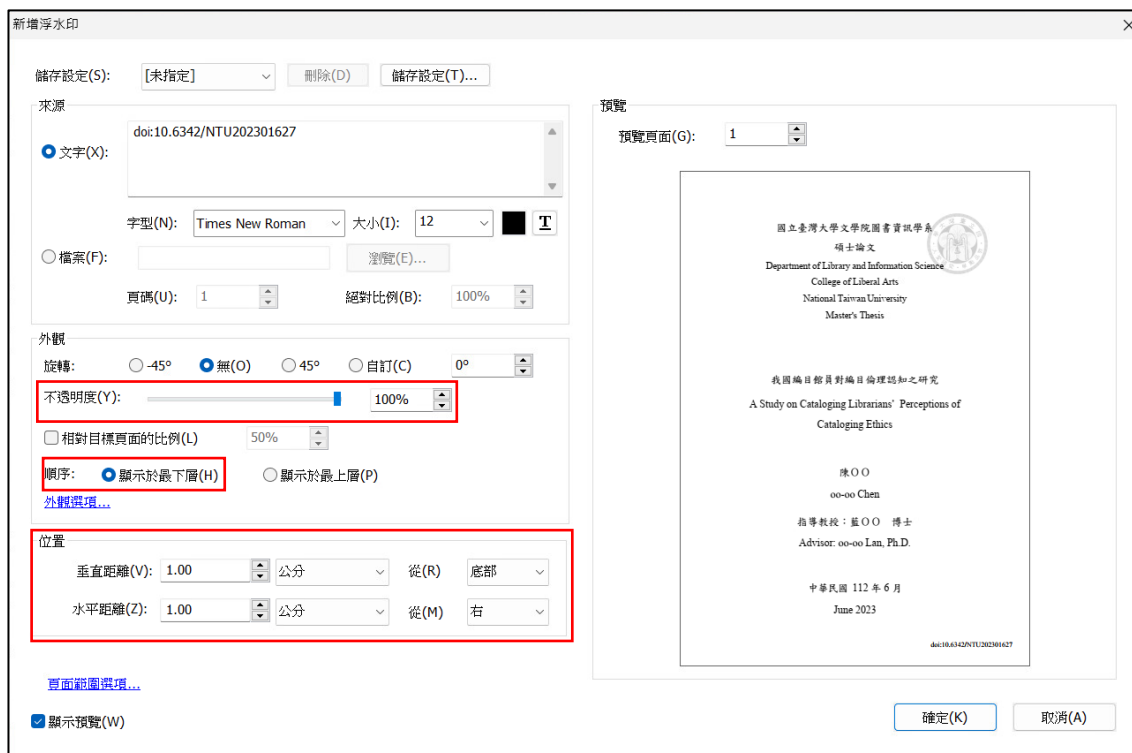 新增浮水印
儲存設定(S): [未指定] 刪除(D) 儲存設定(T)...
來源
文字(X): doi:10.6342/NTU202301627
字型(N): Times New Roman 大小(I): 12 T
檔案(F): 瀏覽(E)...
頁碼(U): 1 絕對比例(B): 100%
外觀
旋轉: -45° 無(O) 45° 自訂(C) 0°
不透明度(Y): 100%
相對目標頁面的比例(L) 50%
順序: 顯示於最下層(H) 顯示於最上層(P)
外觀選項...
位置
垂直距離(V): 1.00 公分 從(R) 底部
水平距離(Z): 1.00 公分 從(M) 右
頁面範圍選項...
顯示預覽(W)
預覽
預覽頁面(G): 1
國立臺灣大學文學院圖書資訊學系
碩士論文
Department of Library and Information Science
College of Liberal Arts
National Taiwan University
Master's Thesis
我國編目館員對編目倫理認知之研究
A Study on Cataloging Librarians' Perceptions of
Cataloging Ethics
陳OO
oo-oo Chen
指導教授：藍OO 博士
Advisor: oo-oo Lan, Ph.D.
中華民國 112 年 6 月
June 2023
doi:10.6342/NTU202301627
確定(K) 取消(A)